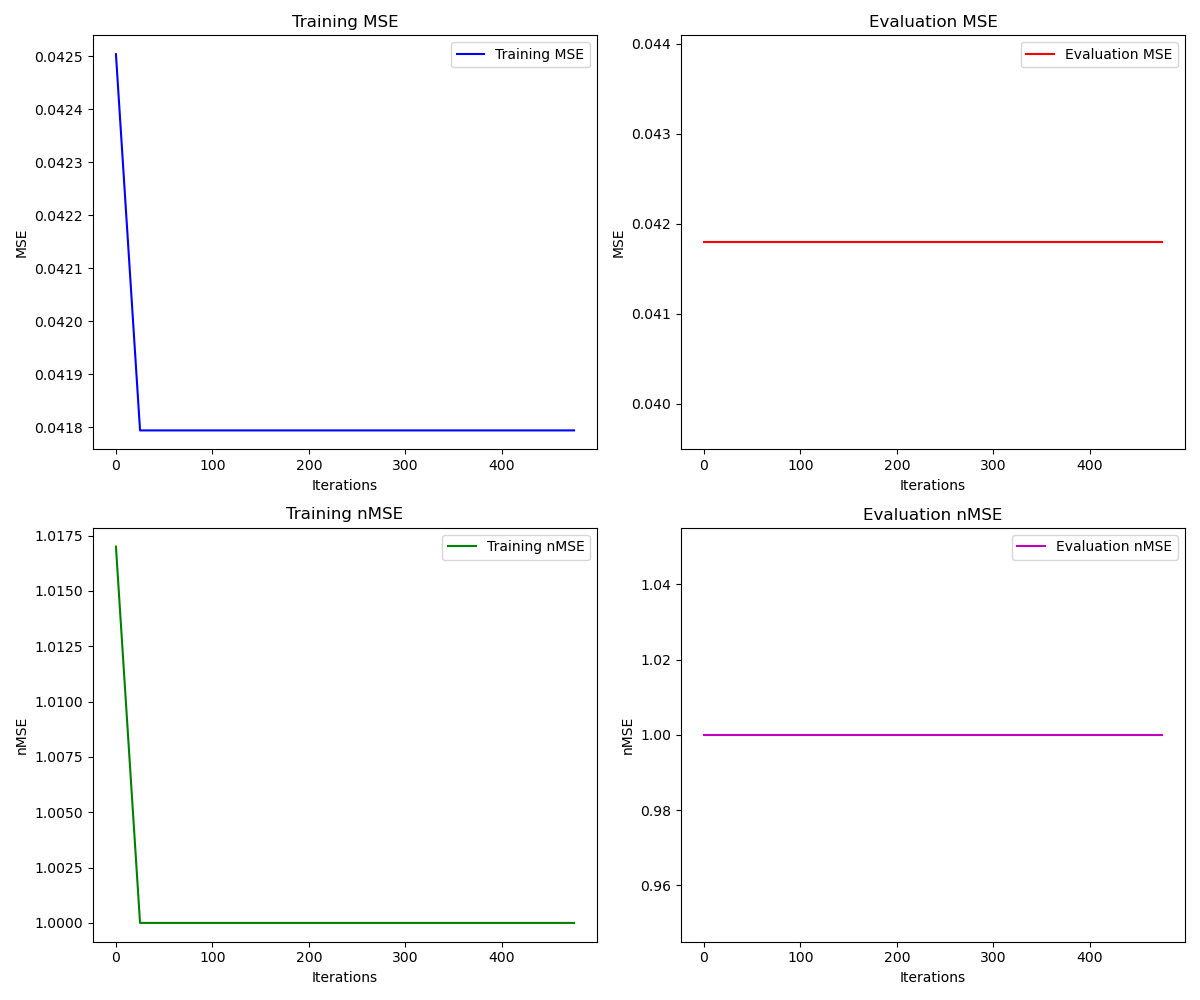 Training MSE
Training MSE
0.0425
0.0424
0.0423
0.0422
0.0421
0.0420
0.0419
0.0418
MSE
0 100 200 300 400
Iterations
Evaluation MSE
Evaluation MSE
0.044
0.043
0.042
0.041
0.040
MSE
0 100 200 300 400
Iterations
Training nMSE
Training nMSE
1.0175
1.0150
1.0125
1.0100
1.0075
1.0050
1.0025
1.0000
nMSE
0 100 200 300 400
Iterations
Evaluation nMSE
Evaluation nMSE
1.04
1.02
1.00
0.98
0.96
nMSE
0 100 200 300 400
Iterations